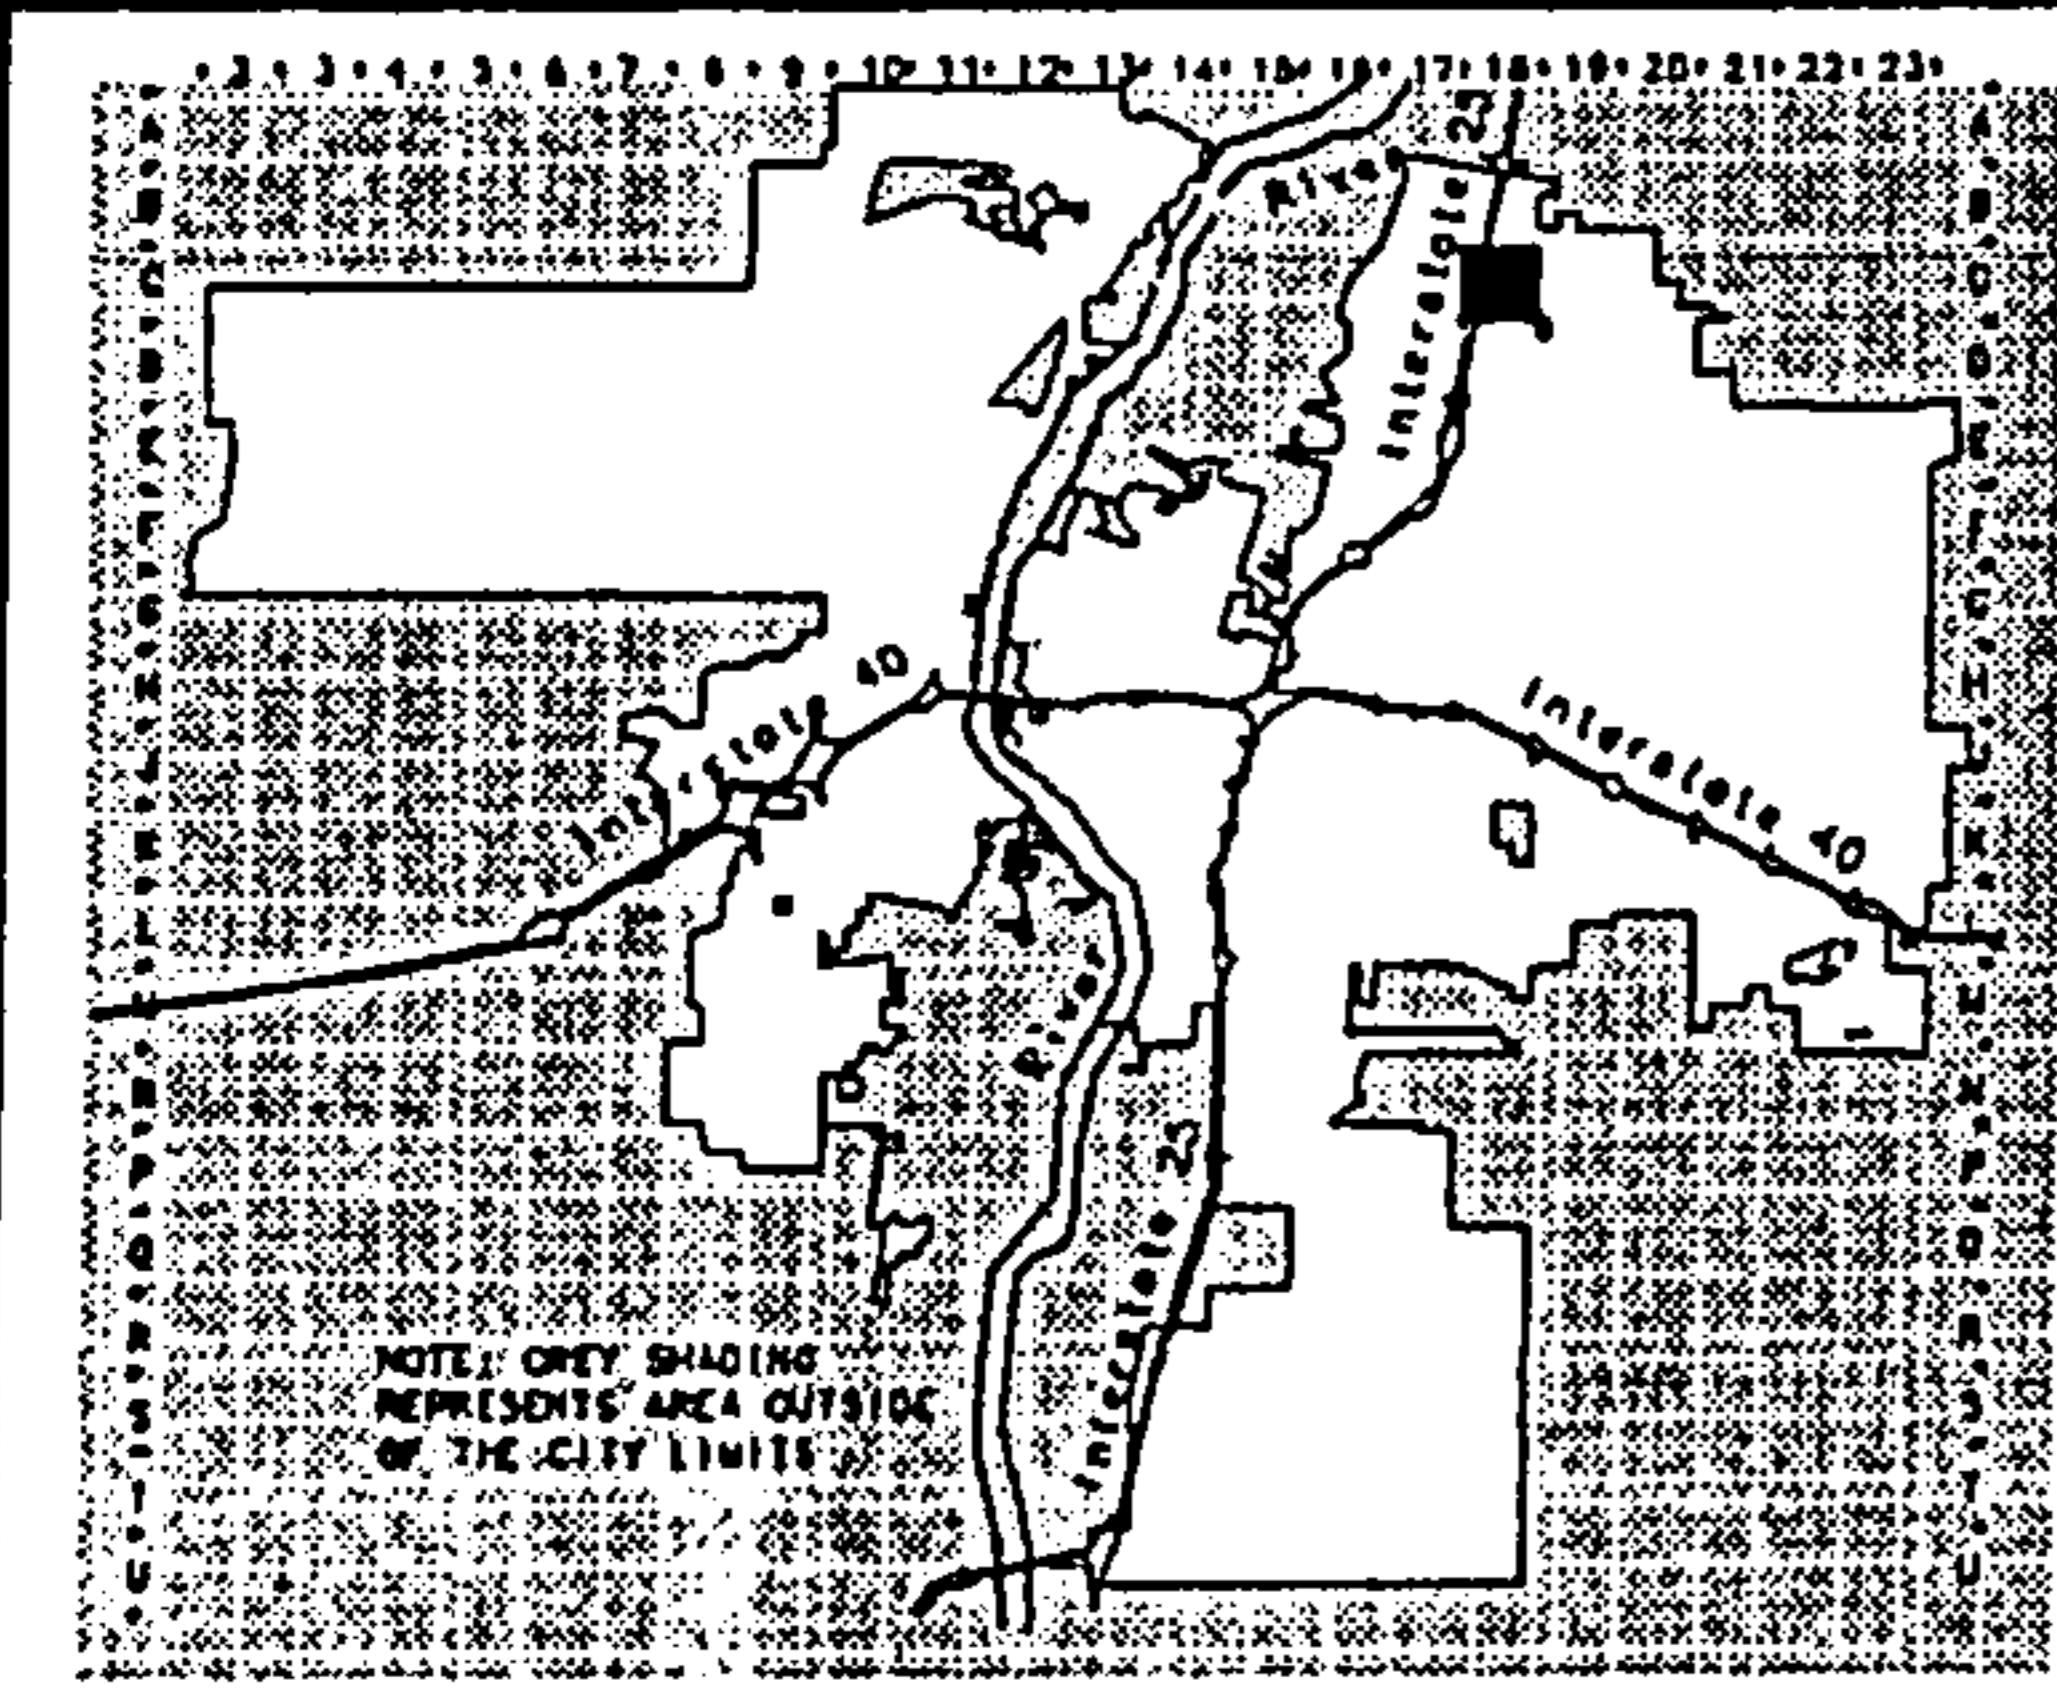 2 3 4 5 6 7 8 9 10 11 12 13 14 15 16 17 18 19 20 21 22 23
A
B
C
D
E
F
G
H
J
K
L
M
N
P
Q
R
S
T
U
River
Interstate 25
Interstate 40
Interstate 40
River
Interstate 25
NOTE: GREY SHADING
REPRESENTS AREA OUTSIDE
OF THE CITY LIMITS
A
B
C
D
E
F
G
H
J
K
L
M
N
P
Q
R
S
T
U